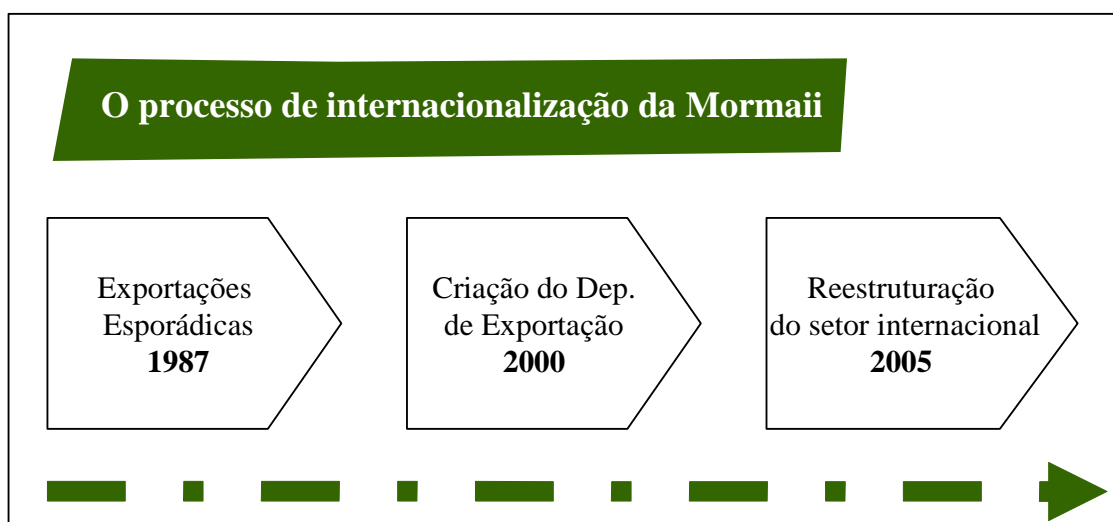 O processo de internacionalização da Mormaii
Exportações
Esporádicas
1987
Criação do Dep.
de Exportação
2000
Reestruturação
do setor internacional
2005